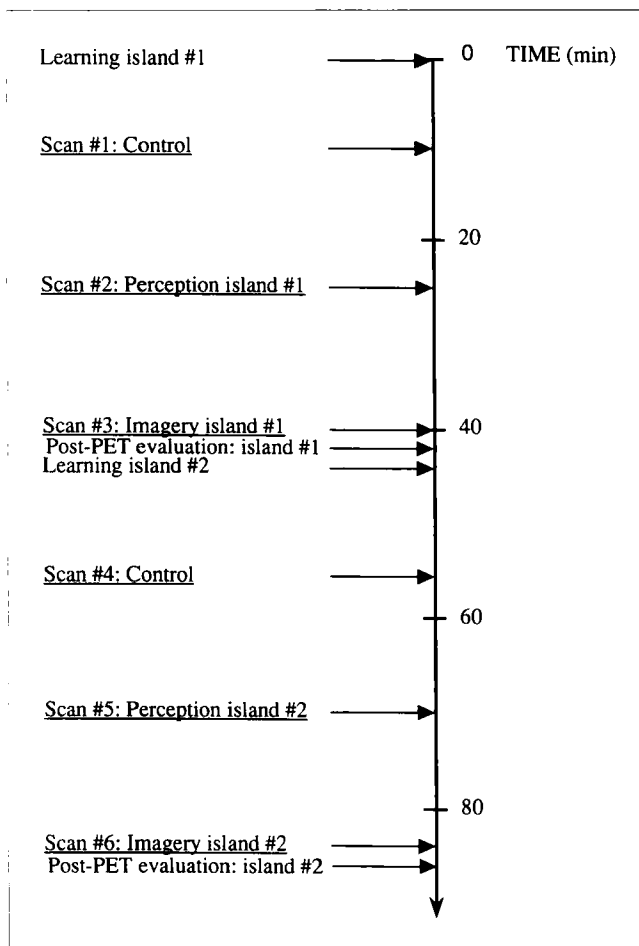 Learning island #1 0 TIME (min)
Scan #1: Control
20
Scan #2: Perception island #1
Scan #3: Imagery island #1 40
Post-PET evaluation: island #1
Learning island #2
Scan #4: Control
60
Scan #5: Perception island #2
80
Scan #6: Imagery island #2
Post-PET evaluation: island #2